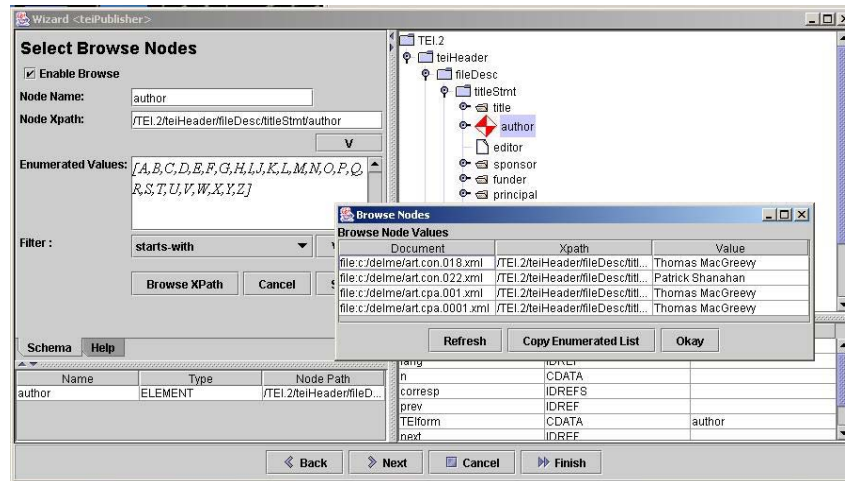 Wizard <teiPublisher>
Select Browse Nodes
Enable Browse
Node Name:
author
Node Xpath:
/TEI.2/teiHeader/fileDesc/titleStmt/author
V
Enumerated Values:
[A,B,C,D,E,F,G,H,I,J,K,L,M,N,O,P,Q,
R,S,T,U,V,W,X,Y,Z]
Filter :
starts-with
Browse XPath Cancel
Schema Help
Name Type Node Path
author ELEMENT /TEI.2/teiHeader/fileD...
TEI.2
teiHeader
fileDesc
titleStmt
title
author
editor
sponsor
funder
principal
Browse Nodes
Browse Node Values
Document Xpath Value
file:c:/delme/art.con.018.xml /TEI.2/teiHeader/fileDesc/titl... Thomas MacGreevy
file:c:/delme/art.con.022.xml /TEI.2/teiHeader/fileDesc/titl... Patrick Shanahan
file:c:/delme/art.cpa.001.xml /TEI.2/teiHeader/fileDesc/titl... Thomas MacGreevy
file:c:/delme/art.cpa.0001.xml /TEI.2/teiHeader/fileDesc/titl... Thomas MacGreevy
Refresh Copy Enumerated List Okay
lang IDREF
n CDATA
corresp IDREFS
prev IDREF
TEIform CDATA author
next IDREF
Back Next Cancel Finish